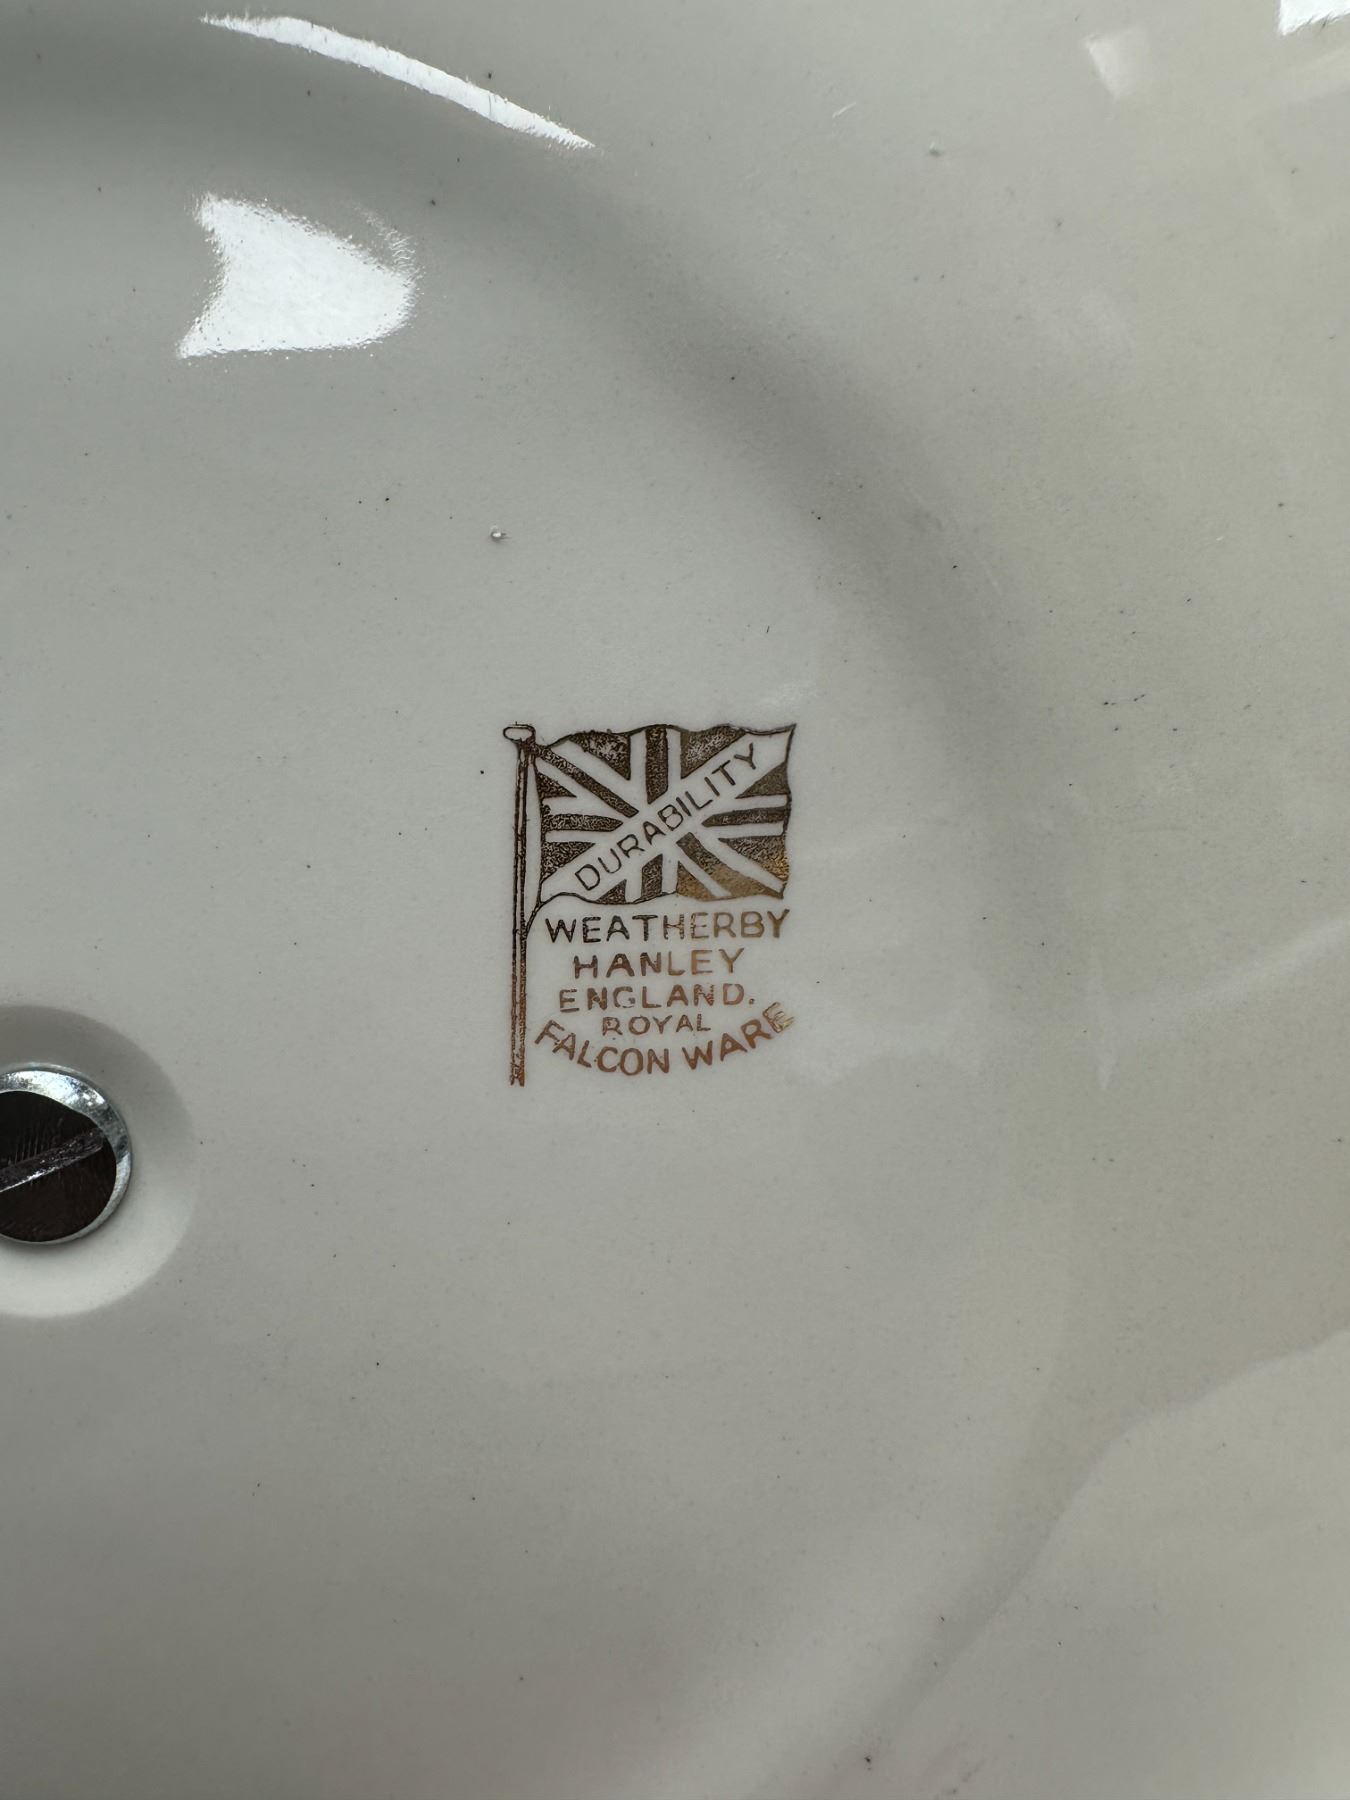 DURABILITY
WEATHERBY
HANLEY
ENGLAND.
ROYAL
FALCON WARE